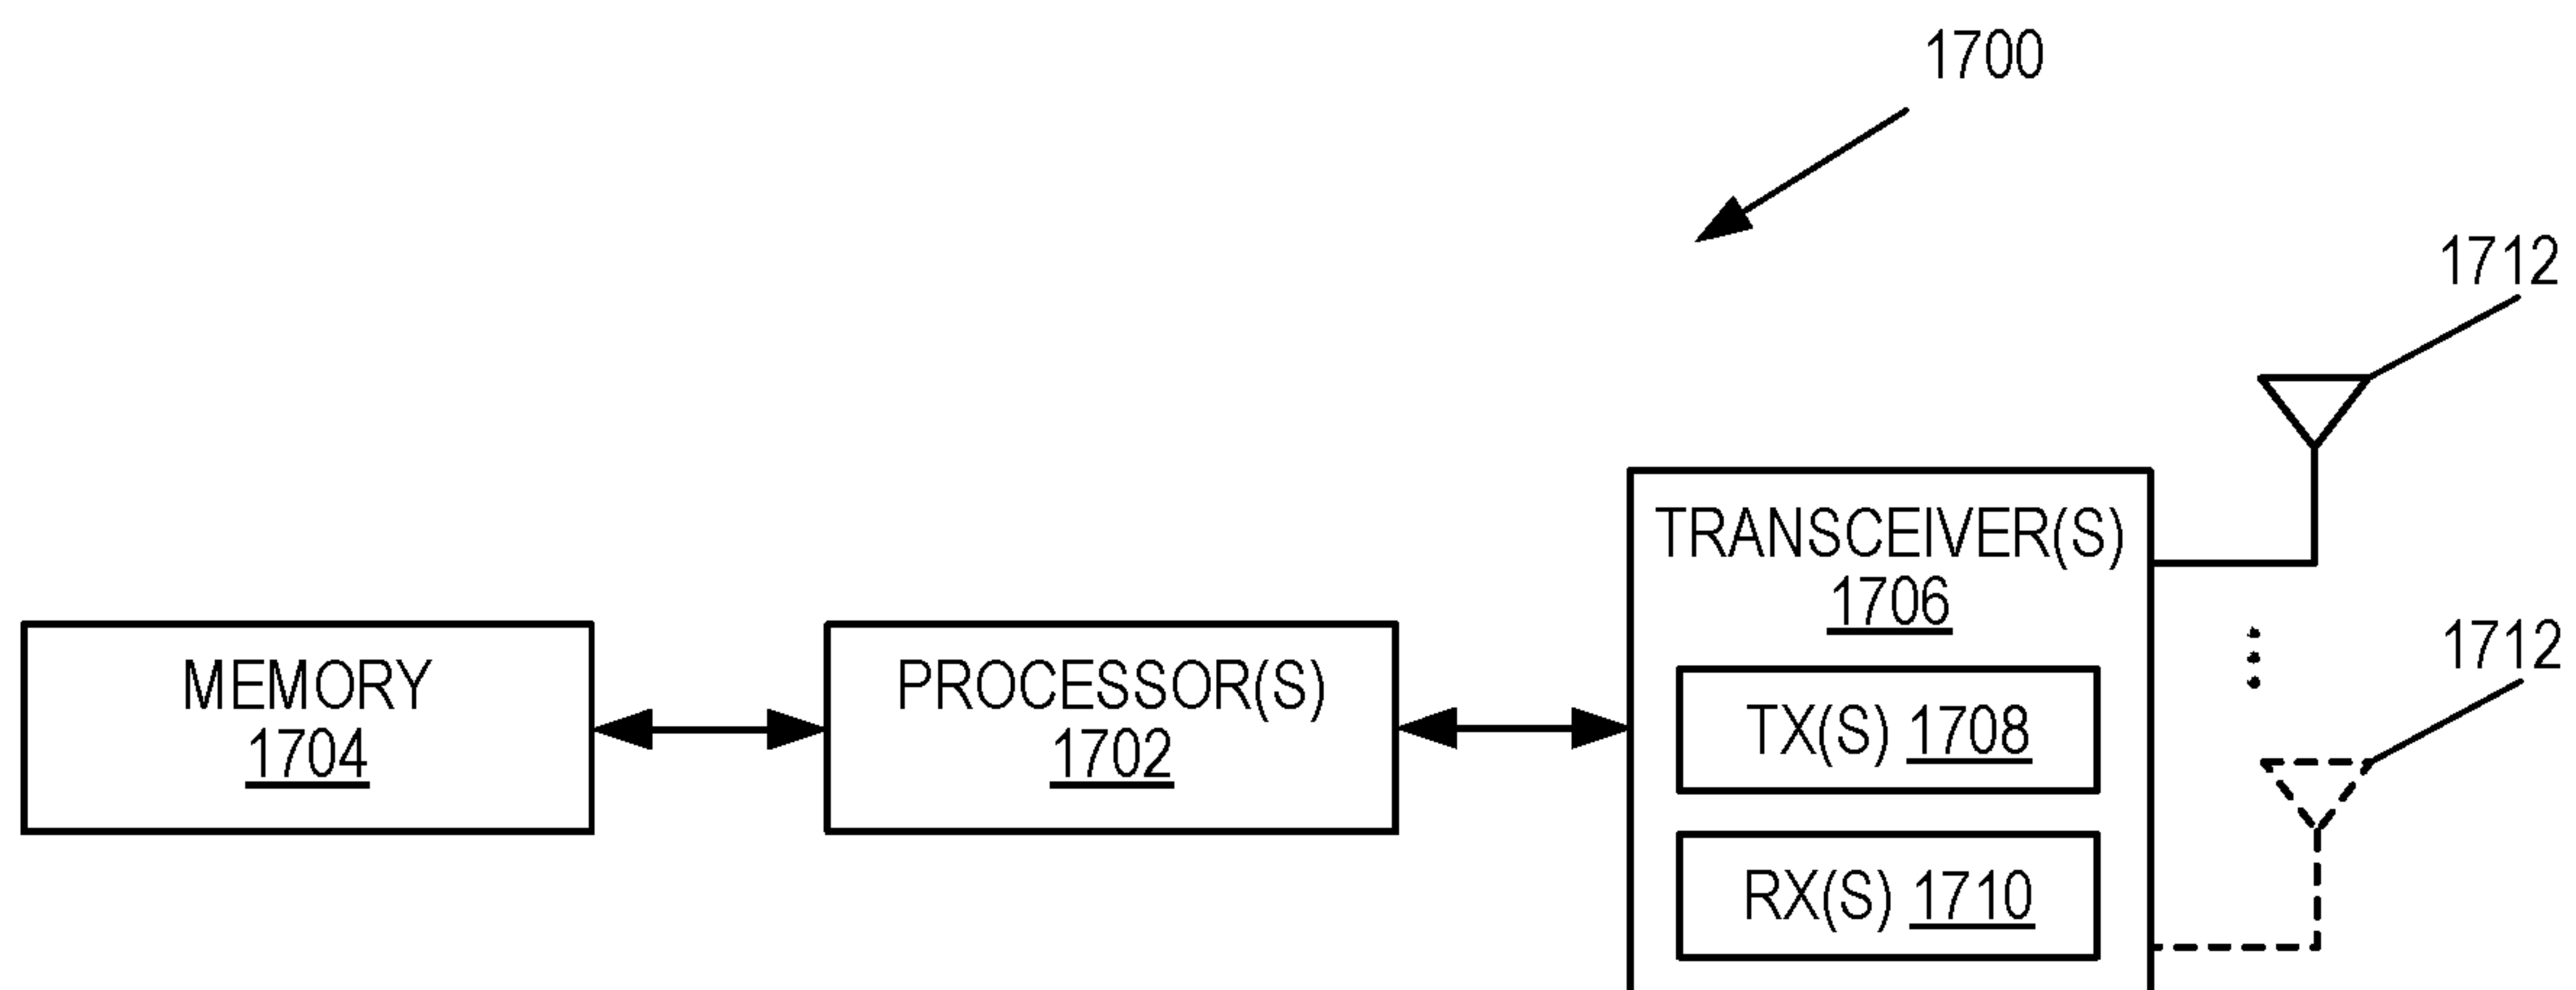 1700
1712
TRANSCEIVER(S)
1706
1712
MEMORY
1704
PROCESSOR(S)
1702
TX(S) 1708
RX(S) 1710